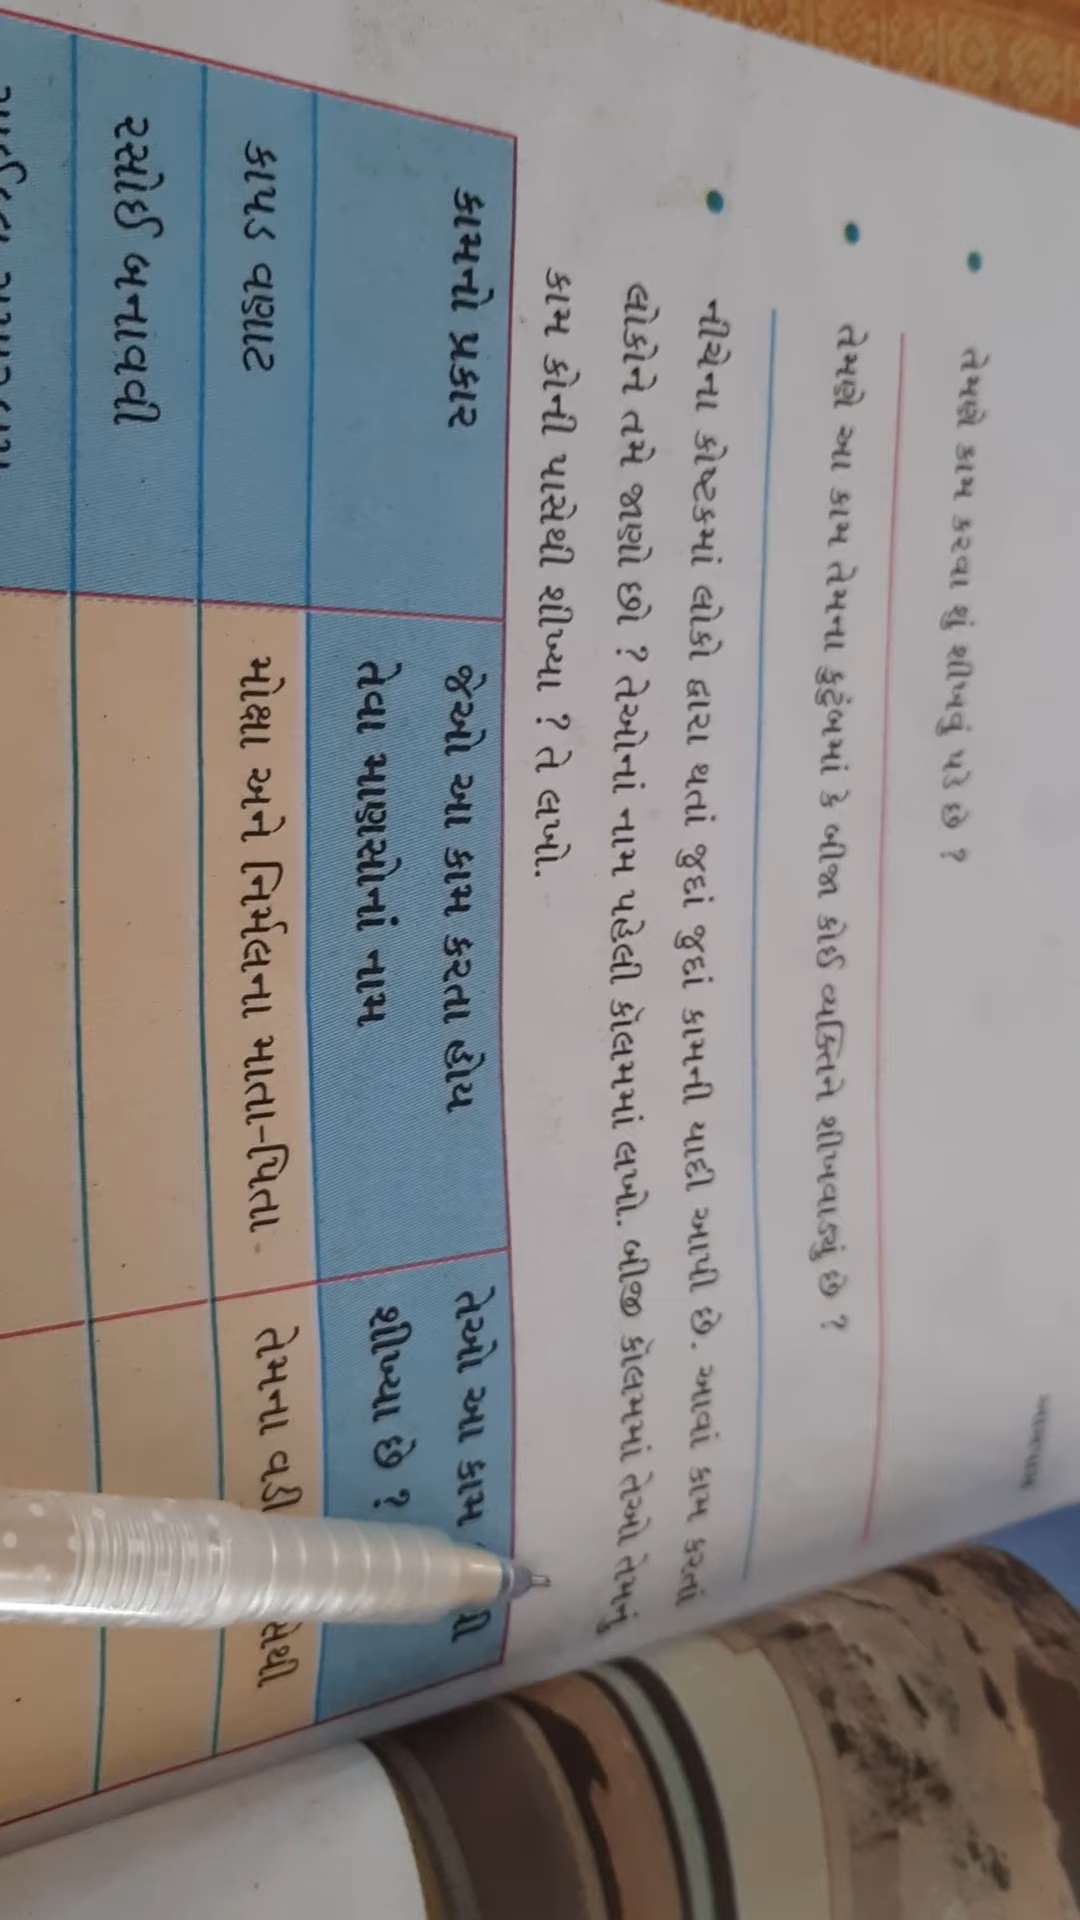 તેમણે કામ કરવા શું શીખવું પડે છે ?
તેમણે આ કામ તેમના કુટુંબમાં કે બીજા કોઈ વ્યક્તિને શીખવાડ્યું છે ?
નીચેના કોષ્ટકમાં લોકો દ્વારા થતાં જુદાં જુદાં કામની યાદી આપી છે. આવાં કામ કરતાં
લોકોને તમે જાણો છો ? તેઓનાં નામ પહેલી કૉલમમાં લખો. બીજી કૉલમમાં તેઓ તેમનું
કામ કોની પાસેથી શીખ્યા ? તે લખો.
કામનો પ્રકાર
જેઓ આ કામ કરતા હોય
તેવા માણસોનાં નામ
તેઓ આ કામ
શીખ્યા છે ?
કાપડ વણાટ
મોક્ષા અને નિર્મલના માતા-પિતા
તેમના વડી
રસોઈ બનાવવી